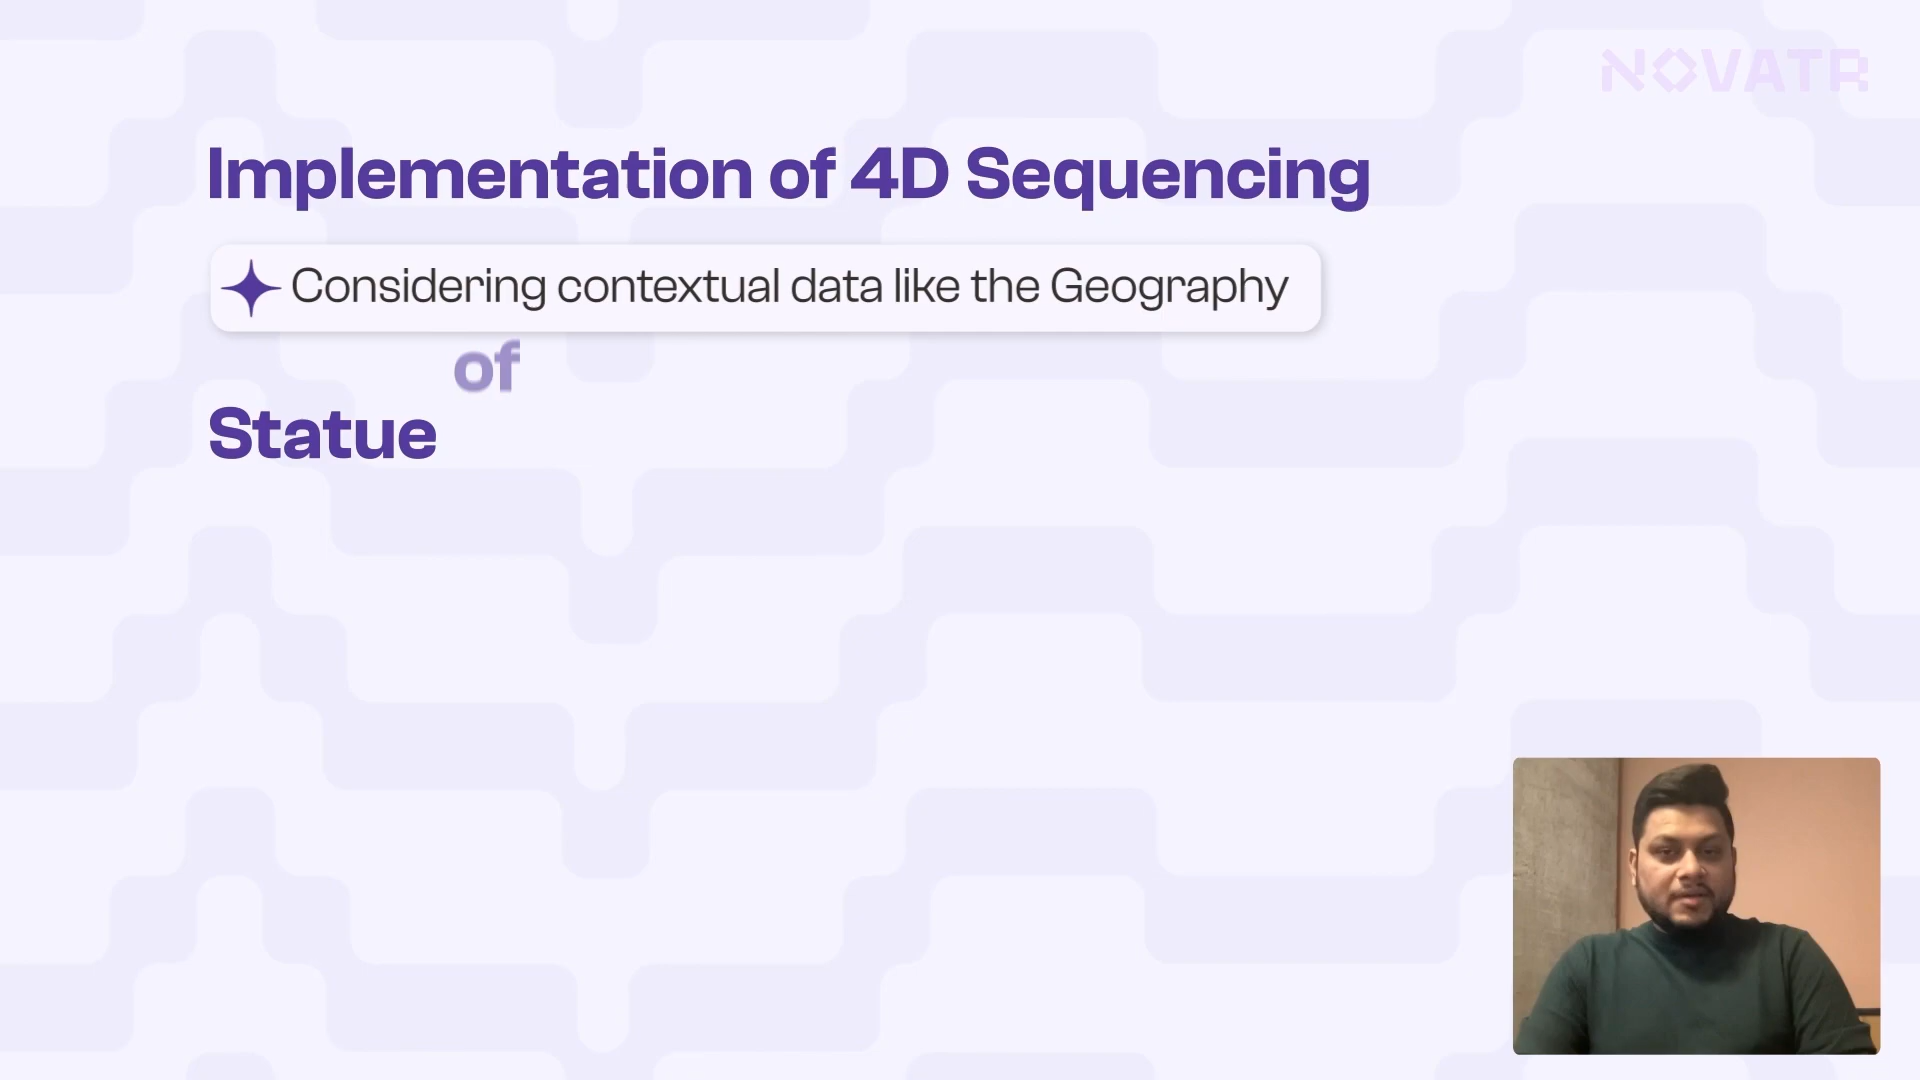 NOVATR
Implementation of 4D Sequencing
Considering contextual data like the Geography
of
Statue